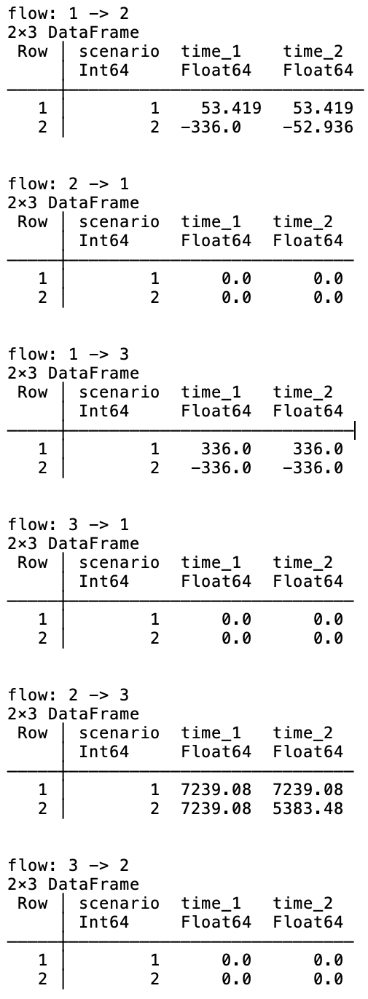 flow: 1 -> 2
2×3 DataFrame
Row │ scenario time_1 time_2
│ Int64 Float64 Float64
1 │ 1 53.419 53.419
2 │ 2 -336.0 -52.936
flow: 2 -> 1
2×3 DataFrame
Row │ scenario time_1 time_2
│ Int64 Float64 Float64
1 │ 1 0.0 0.0
2 │ 2 0.0 0.0
flow: 1 -> 3
2×3 DataFrame
Row │ scenario time_1 time_2
│ Int64 Float64 Float64
1 │ 1 336.0 336.0
2 │ 2 -336.0 -336.0
flow: 3 -> 1
2×3 DataFrame
Row │ scenario time_1 time_2
│ Int64 Float64 Float64
1 │ 1 0.0 0.0
2 │ 2 0.0 0.0
flow: 2 -> 3
2×3 DataFrame
Row │ scenario time_1 time_2
│ Int64 Float64 Float64
1 │ 1 7239.08 7239.08
2 │ 2 7239.08 5383.48
flow: 3 -> 2
2×3 DataFrame
Row │ scenario time_1 time_2
│ Int64 Float64 Float64
1 │ 1 0.0 0.0
2 │ 2 0.0 0.0